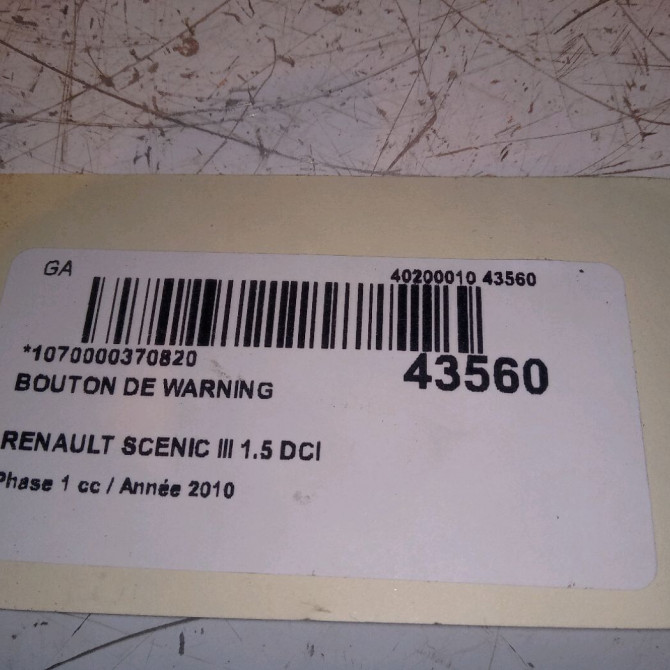 GA 40200010 43560
*1070000370820
43560
BOUTON DE WARNING
RENAULT SCENIC III 1.5 DCI
Phase 1 cc / Année 2010